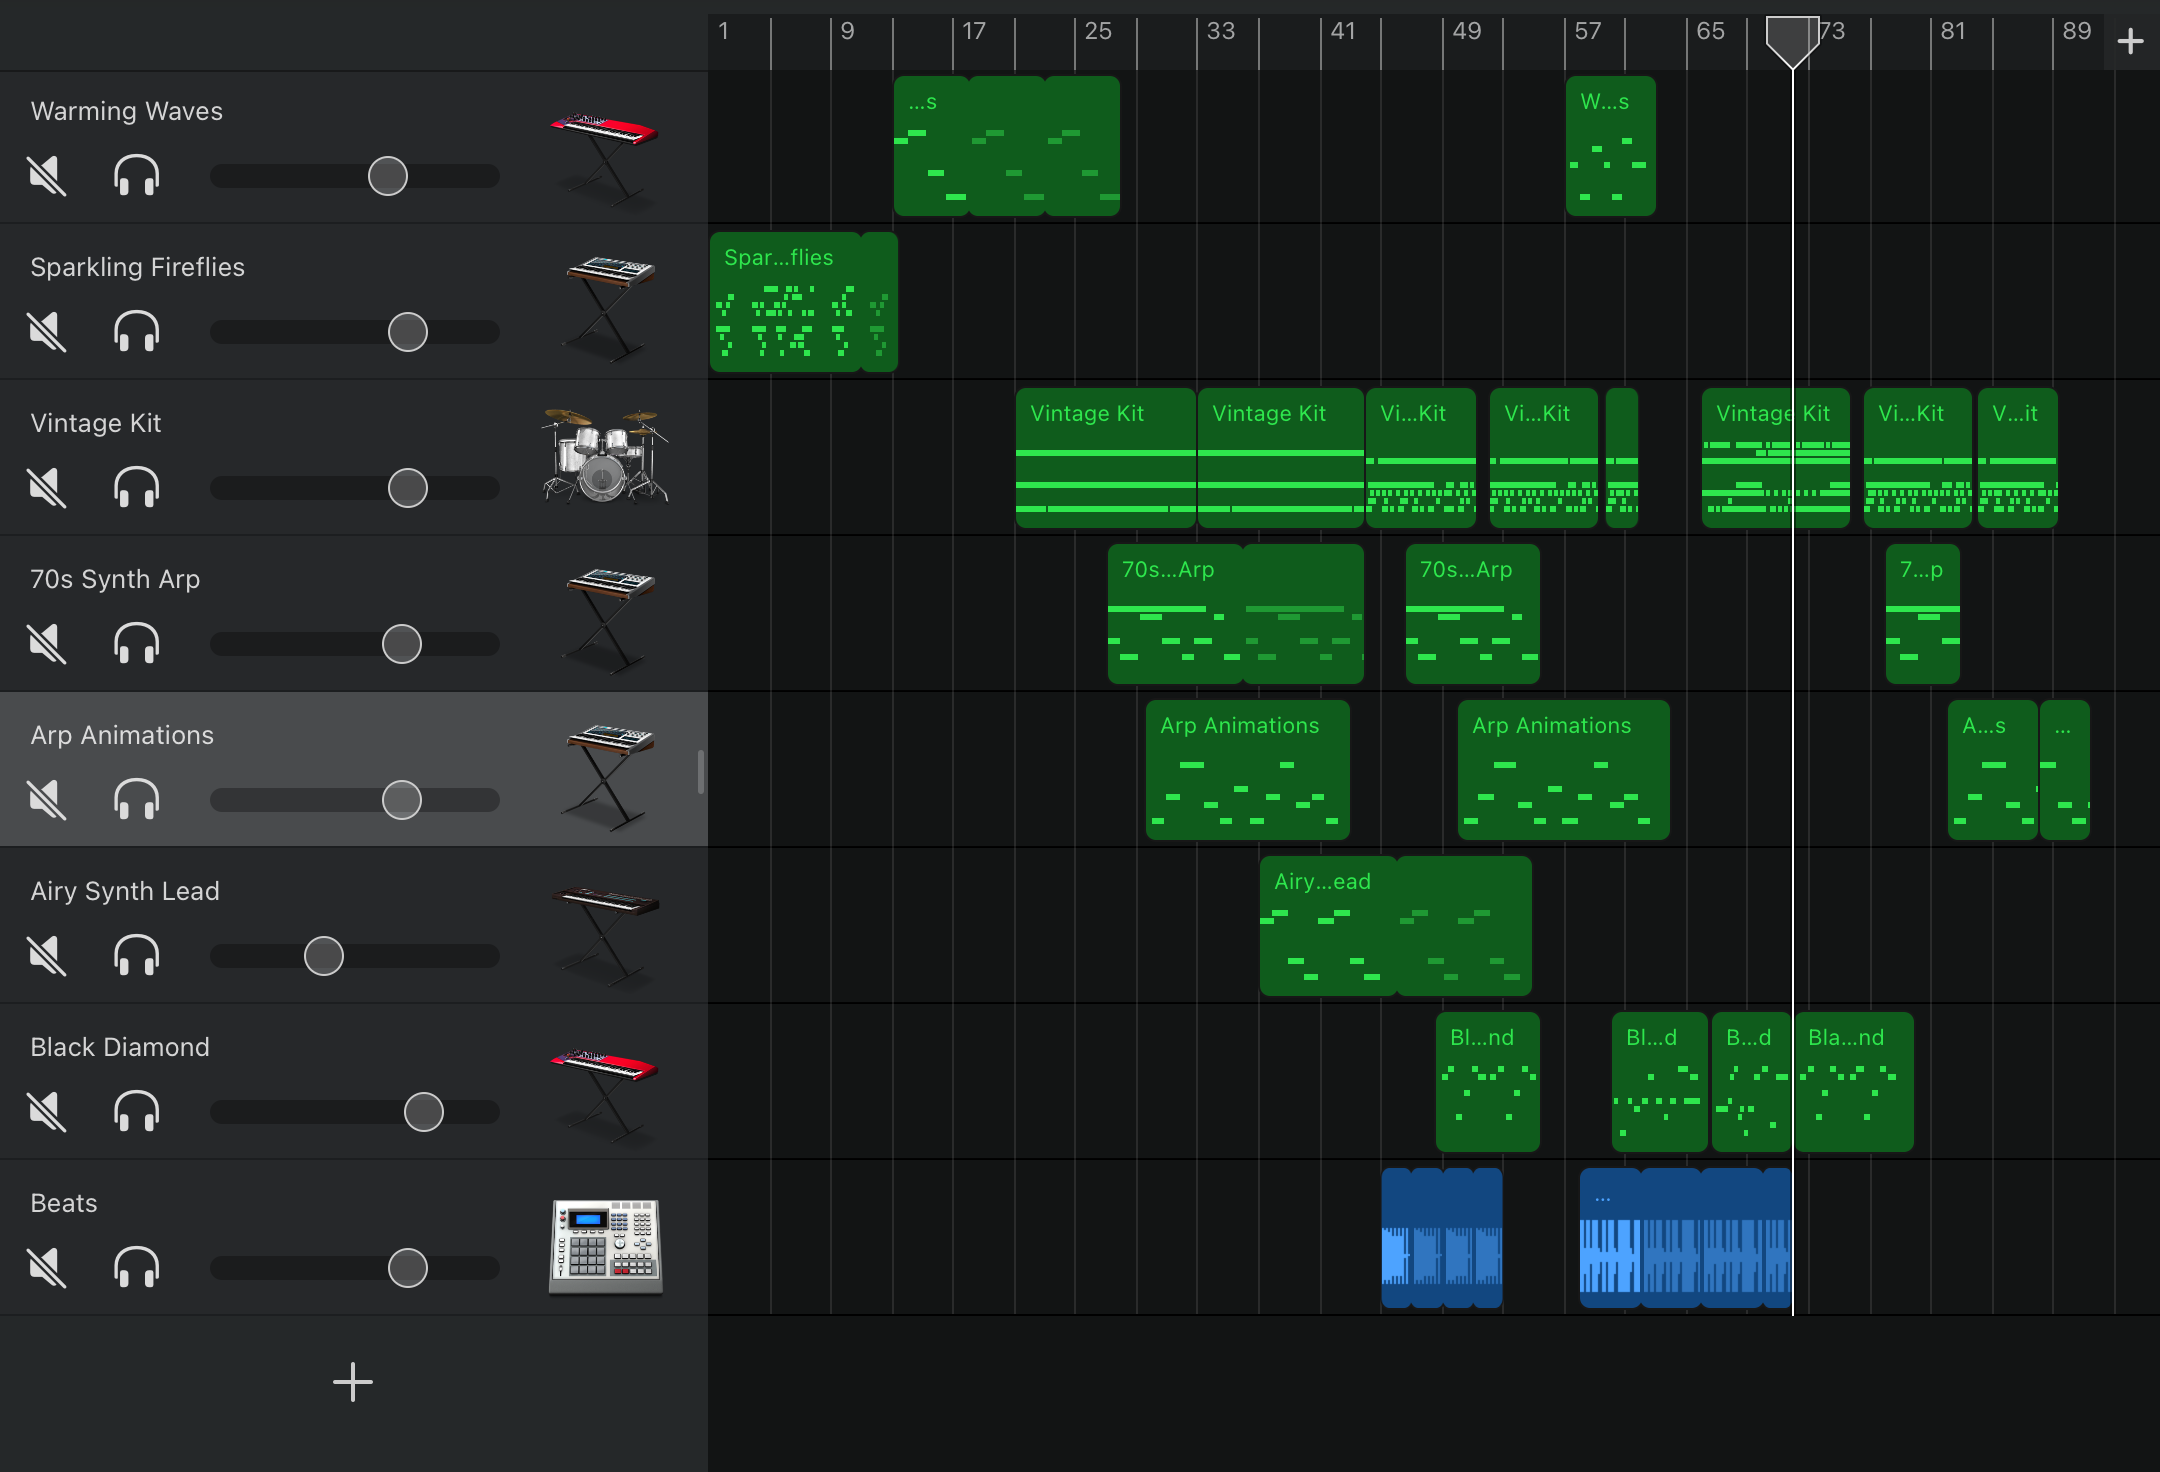 1 9 17 25 33 41 49 57 65 73 81 89
Warming Waves
...s W...s
Sparkling Fireflies
Spar...flies
Vintage Kit
Vintage Kit Vintage Kit Vi...Kit Vi...Kit Vintage Kit Vi...Kit V...it
70s Synth Arp
70s...Arp 70s...Arp 7...p
Arp Animations
Arp Animations Arp Animations A...s ...
Airy Synth Lead
Airy...ead
Black Diamond
Bl...nd Bl...d B...d Bla...nd
Beats
...